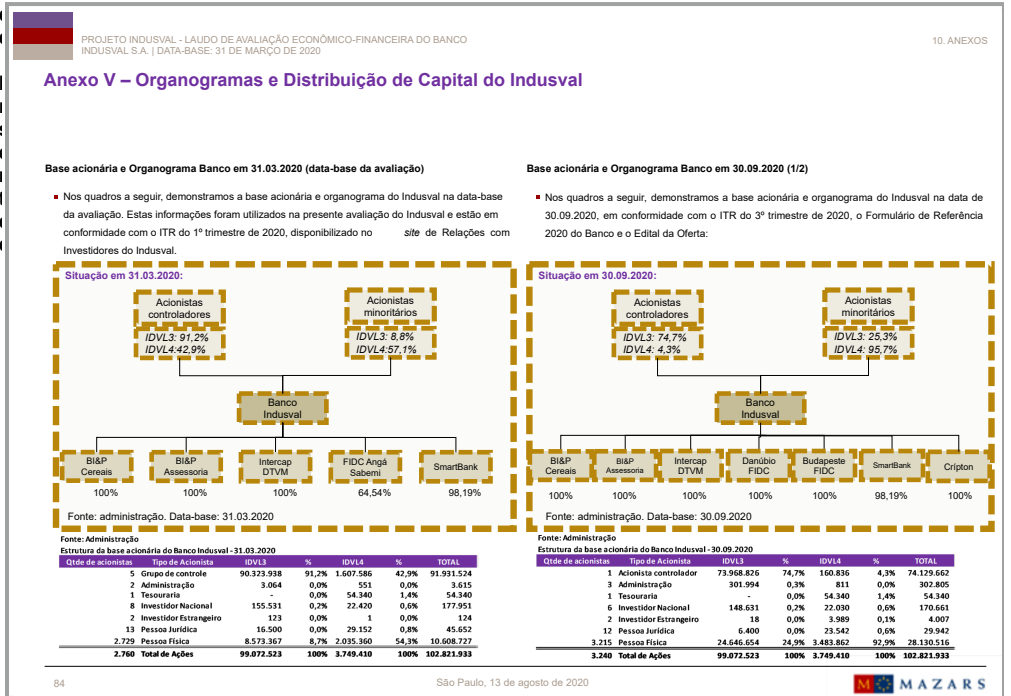 PROJETO INDUSVAL - LAUDO DE AVALIAÇÃO ECONÔMICO-FINANCEIRA DO BANCO
INDUSVAL S.A. | DATA-BASE: 31 DE MARÇO DE 2020
10. ANEXOS
Anexo V – Organogramas e Distribuição de Capital do Indusval
Base acionária e Organograma Banco em 31.03.2020 (data-base da avaliação)
Nos quadros a seguir, demonstramos a base acionária e organograma do Indusval na data-base
da avaliação. Estas informações foram utilizados na presente avaliação do Indusval e estão em
conformidade com o ITR do 1º trimestre de 2020, disponibilizado no site de Relações com
Investidores do Indusval.
Situação em 31.03.2020:
Acionistas
controladores
IDVL3: 91,2%
IDVL4:42,9%
Acionistas
minoritários
IDVL3: 8,8%
IDVL4:57,1%
Banco
Indusval
BI&P
Cereais
100%
BI&P
Assessoria
100%
Intercap
DTVM
100%
FIDC Angá
Sabemi
64,54%
SmartBank
98,19%
Fonte: administração. Data-base: 31.03.2020
Fonte: Administração
Estrutura da base acionária do Banco Indusval - 31.03.2020
Qtde de acionistas Tipo de Acionista IDVL3 % IDVL4 % TOTAL
5 Grupo de controle 90.323.938 91,2% 1.607.586 42,9% 91.931.524
2 Administração 3.064 0,0% 551 0,0% 3.615
1 Tesouraria - 0,0% 54.340 1,4% 54.340
8 Investidor Nacional 155.531 0,2% 22.420 0,6% 177.951
2 Investidor Estrangeiro 123 0,0% 1 0,0% 124
13 Pessoa Jurídica 16.500 0,0% 29.152 0,8% 45.652
2.729 Pessoa Física 8.573.367 8,7% 2.035.360 54,3% 10.608.727
2.760 Total de Ações 99.072.523 100% 3.749.410 100% 102.821.933
Base acionária e Organograma Banco em 30.09.2020 (1/2)
Nos quadros a seguir, demonstramos a base acionária e organograma do Indusval na data de
30.09.2020, em conformidade com o ITR do 3º trimestre de 2020, o Formulário de Referência
2020 do Banco e o Edital da Oferta:
Situação em 30.09.2020:
Acionistas
controladores
IDVL3: 74,7%
IDVL4: 4,3%
Acionistas
minoritários
IDVL3: 25,3%
IDVL4: 95,7%
Banco
Indusval
BI&P
Cereais
100%
BI&P
Assessoria
100%
Intercap
DTVM
100%
Danúbio
FIDC
100%
Budapeste
FIDC
100%
SmartBank
98,19%
Crípton
100%
Fonte: administração. Data-base: 30.09.2020
Fonte: Administração
Estrutura da base acionária do Banco Indusval - 30.09.2020
Qtde de acionistas Tipo de Acionista IDVL3 % IDVL4 % TOTAL
1 Acionista controlador 73.968.826 74,7% 160.836 4,3% 74.129.662
3 Administração 301.994 0,3% 811 0,0% 302.805
1 Tesouraria - 0,0% 54.340 1,4% 54.340
6 Investidor Nacional 148.631 0,2% 22.030 0,6% 170.661
2 Investidor Estrangeiro 18 0,0% 3.989 0,1% 4.007
12 Pessoa Jurídica 6.400 0,0% 23.542 0,6% 29.942
3.215 Pessoa Física 24.646.654 24,9% 3.483.862 92,9% 28.130.516
3.240 Total de Ações 99.072.523 100% 3.749.410 100% 102.821.933
84
São Paulo, 13 de agosto de 2020
MAZARS